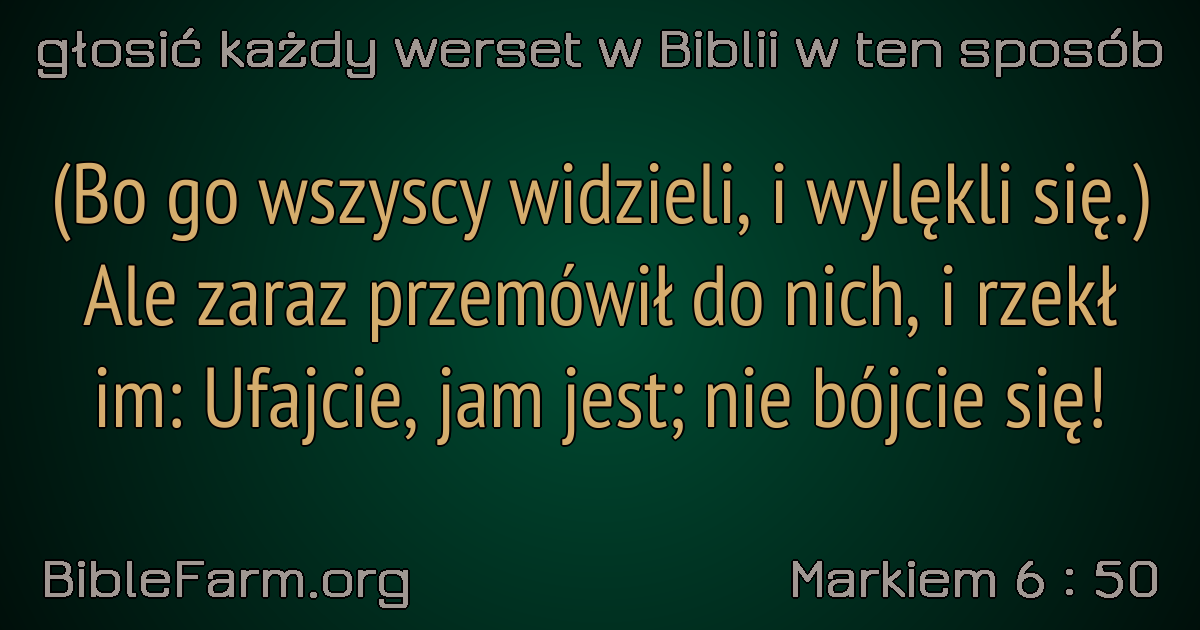 głosić każdy werset w Biblii w ten sposób
(Bo go wszyscy widzieli, i wylękli się.)
Ale zaraz przemówił do nich, i rzekł
im: Ufajcie, jam jest; nie bójcie się!
BibleFarm.org
Markiem 6 : 50